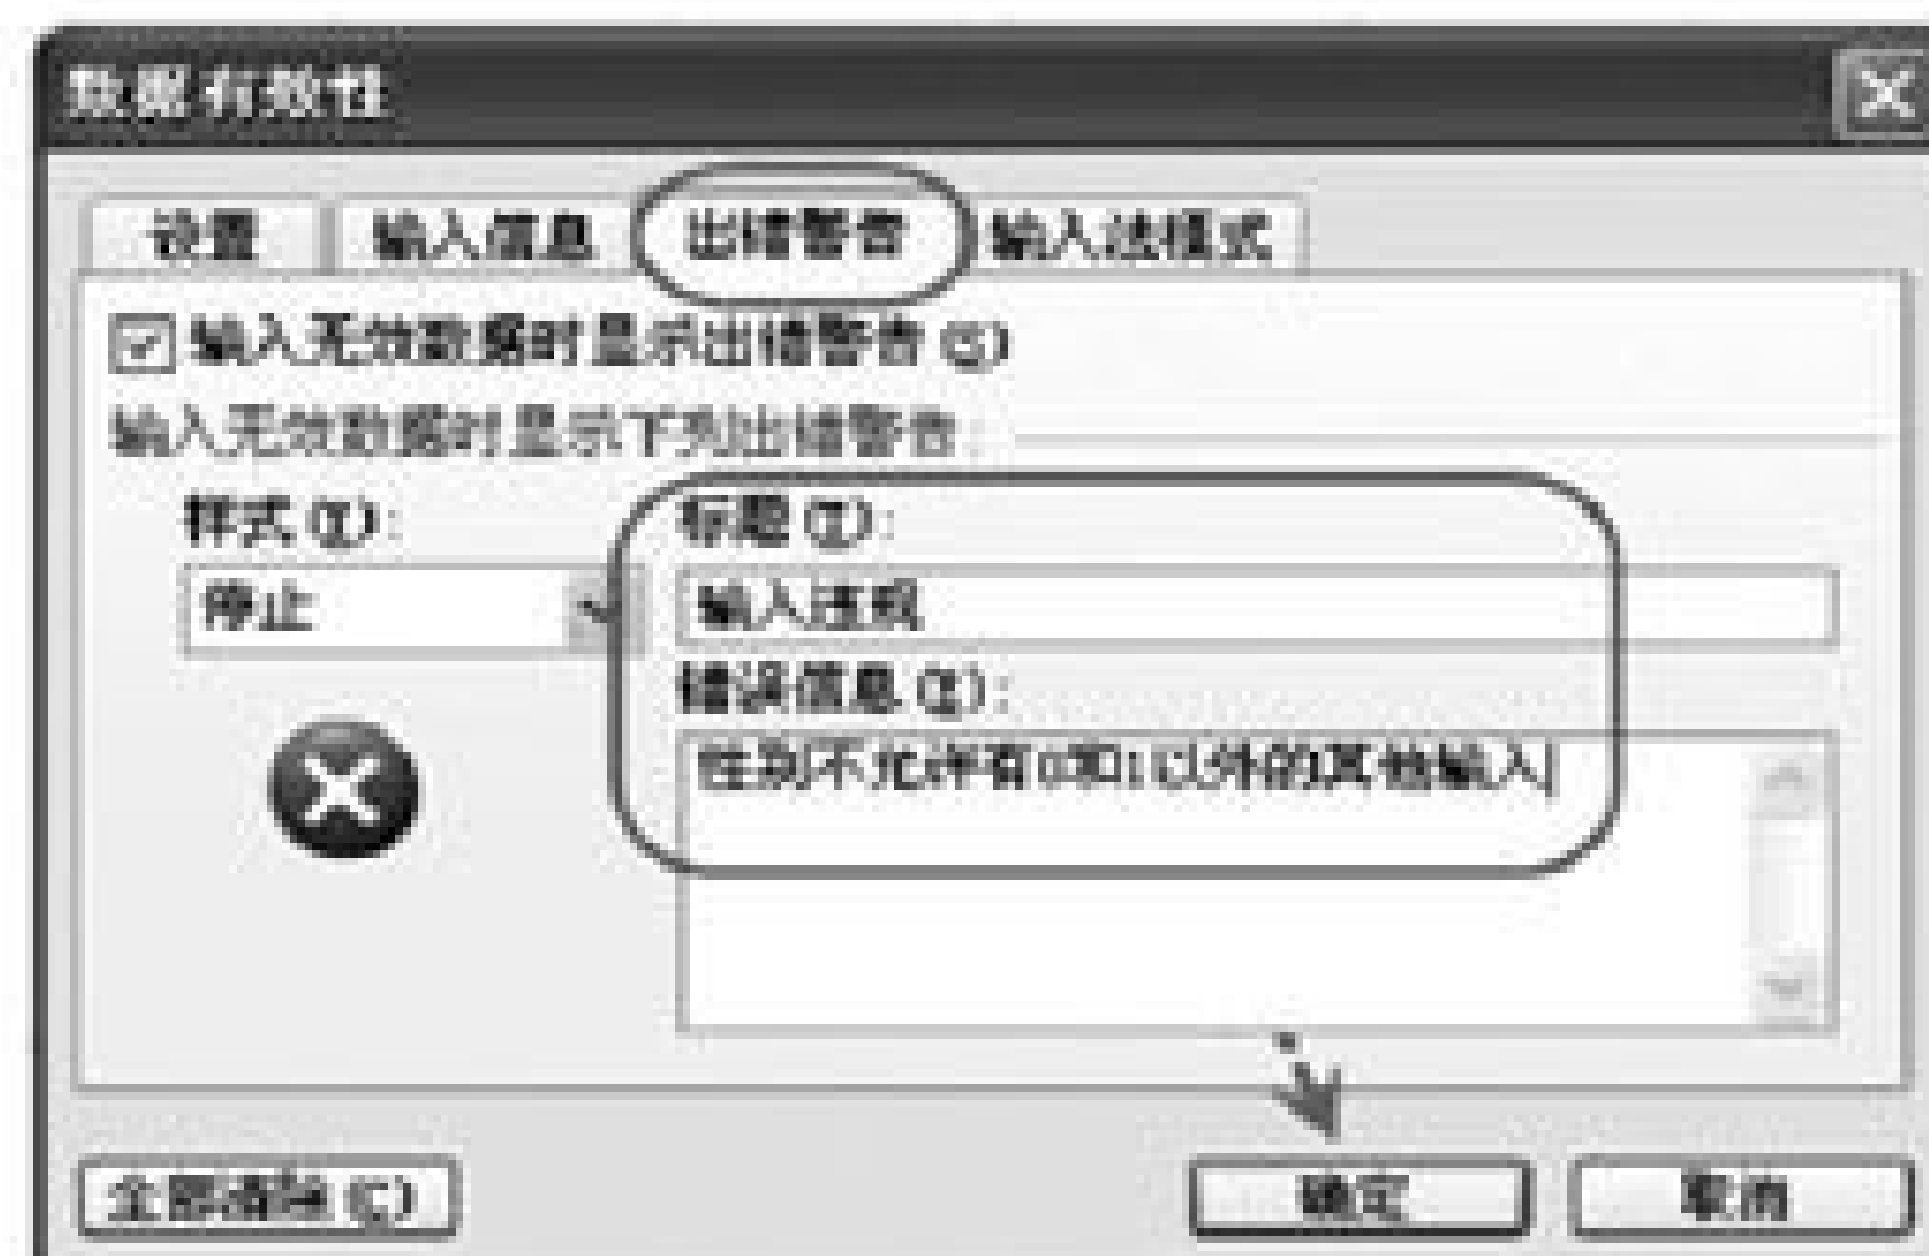 数据有效性
设置 输入信息 出错警告 输入法模式
输入无效数据时显示出错警告(S)
输入无效数据时显示下列出错警告:
样式(Y): 标题(T):
停止 输入违规
错误信息(E):
性别不允许有0和1以外的其他输入
全部清除(C) 确定 取消